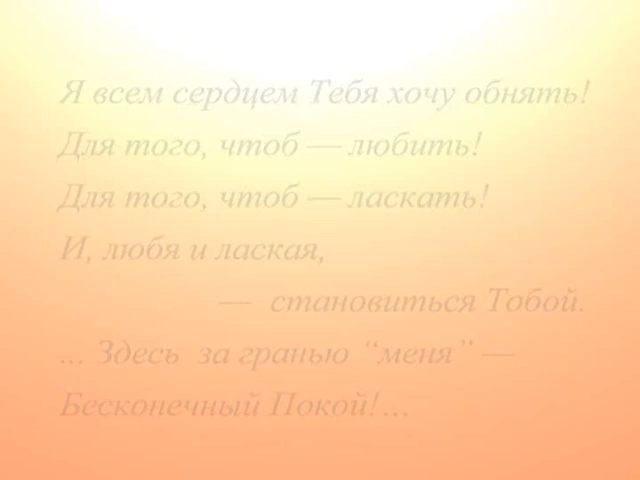 Я всем сердцем Тебя хочу обнять!
Для того, чтоб — любить!
Для того, чтоб — ласкать!
И, любя и лаская,
— становиться Тобой.
... Здесь за гранью “меня” —
Бесконечный Покой!...